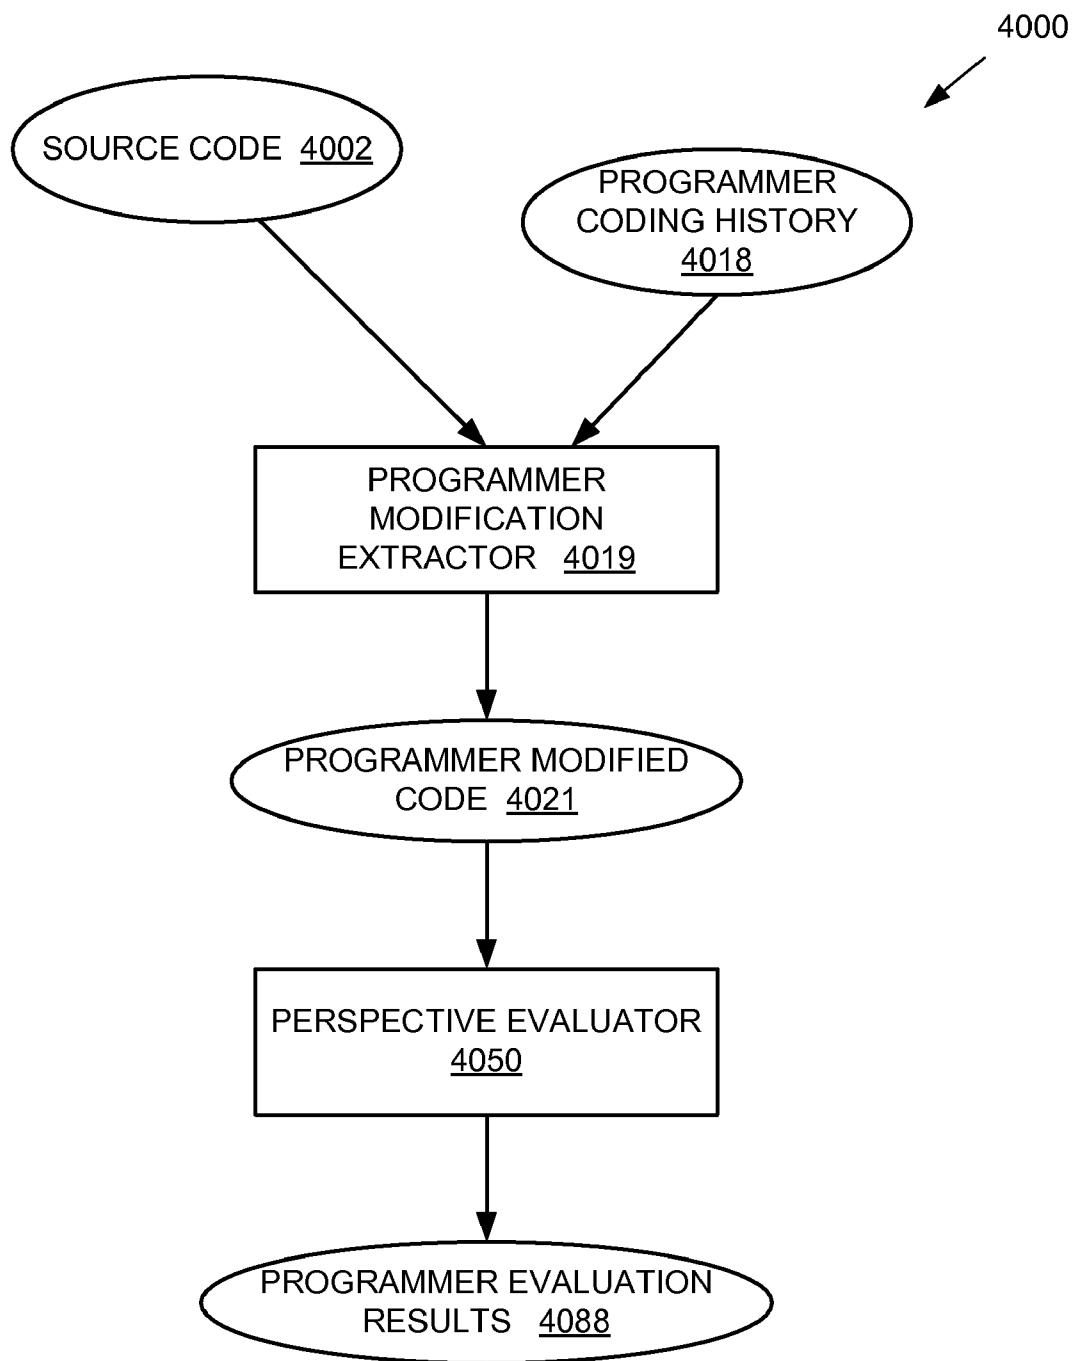 4000
SOURCE CODE 4002
PROGRAMMER
CODING HISTORY
4018
PROGRAMMER
MODIFICATION
EXTRACTOR 4019
PROGRAMMER MODIFIED
CODE 4021
PERSPECTIVE EVALUATOR
4050
PROGRAMMER EVALUATION
RESULTS 4088